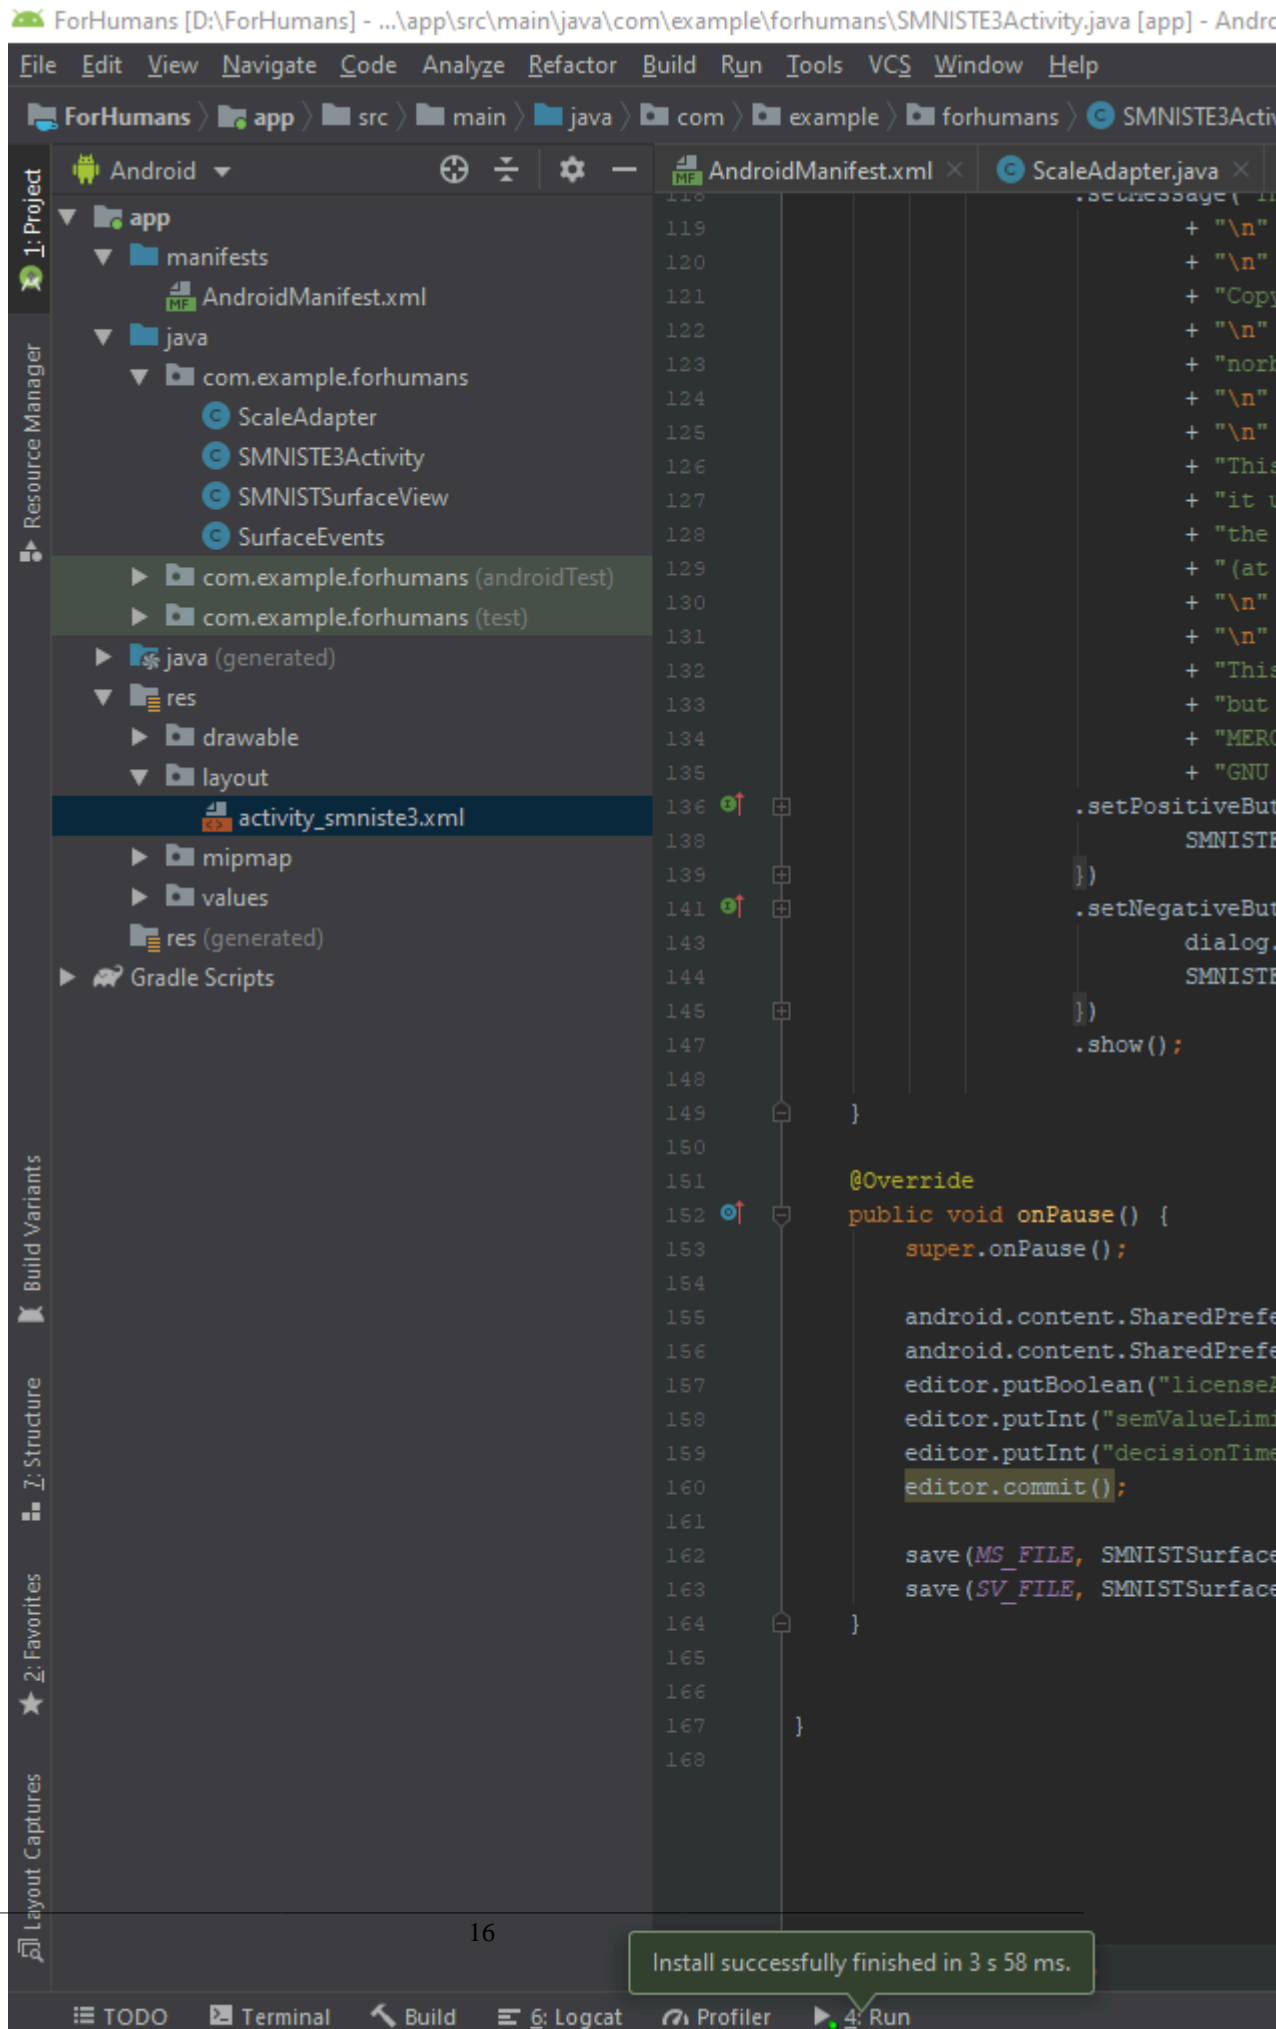 ForHumans [D:\ForHumans] - ...\app\src\main\java\com\example\forhumans\SMNISTE3Activity.java [app] -
File Edit View Navigate Code Analyze Refactor Build Run Tools VCS Window Help
ForHumans app src main java com example forhumans
Android
AndroidManifest.xml ScaleAdapter.java
1: Project
Resource Manager
Build Variants
7: Structure
2: Favorites
Layout Captures
app
manifests
AndroidManifest.xml
java
com.example.forhumans
ScaleAdapter
SMNISTE3Activity
SMNISTSurfaceView
SurfaceEvents
com.example.forhumans (androidTest)
com.example.forhumans (test)
java (generated)
res
drawable
layout
activity_smniste3.xml
mipmap
values
res (generated)
Gradle Scripts
118 .setMessage(
119 + "\n"
120 + "\n"
121 + "Copy
122 + "\n"
123 + "norb
124 + "\n"
125 + "\n"
126 + "This
127 + "it
128 + "the
129 + "(at
130 + "\n"
131 + "\n"
132 + "This
133 + "but
134 + "MERC
135 + "GNU
136 .setPositiveBut
138 SMNISTE
139 })
141 .setNegativeBut
143 dialog.
144 SMNISTE
145 })
147 .show();
148
149 }
150
151 @Override
152 public void onPause() {
153 super.onPause();
154
155 android.content.SharedPrefe
156 android.content.SharedPrefe
157 editor.putBoolean("licenseA
158 editor.putInt("semValueLimi
159 editor.putInt("decisionTime
160 editor.commit();
161
162 save(MS_FILE, SMNISTSurface
163 save(SV_FILE, SMNISTSurface
164 }
165
166
167 }
168
16
Install successfully finished in 3 s 58 ms.
TODO Terminal Build 6: Logcat Profiler 4: Run